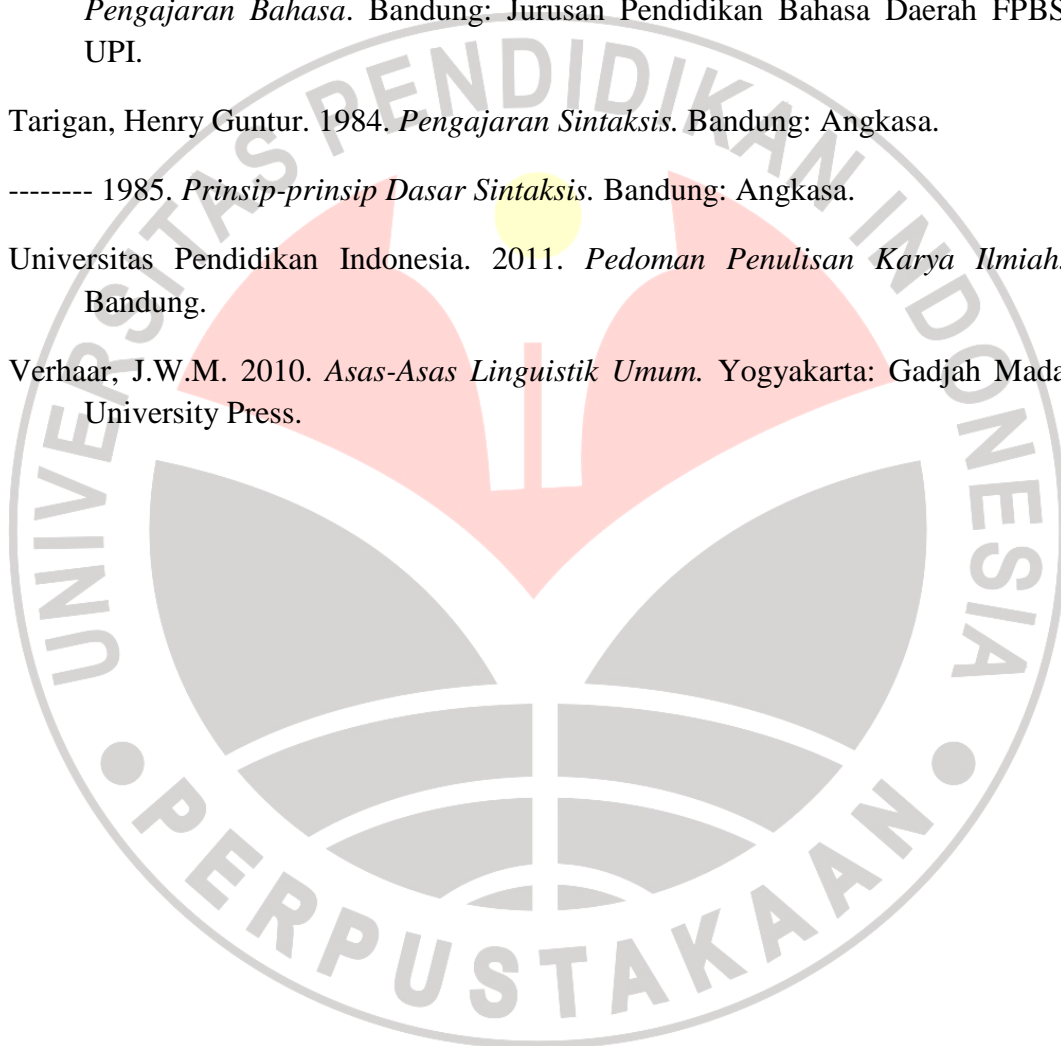 Pengajaran Bahasa. Bandung: Jurusan Pendidikan Bahasa Daerah FPBS
UPI.
Tarigan, Henry Guntur. 1984. Pengajaran Sintaksis. Bandung: Angkasa.
-------- 1985. Prinsip-prinsip Dasar Sintaksis. Bandung: Angkasa.
Universitas Pendidikan Indonesia. 2011. Pedoman Penulisan Karya Ilmiah.
Bandung.
Verhaar, J.W.M. 2010. Asas-Asas Linguistik Umum. Yogyakarta: Gadjah Mada
University Press.
UNIVERSITAS PENDIDIKAN INDONESIA
PERPUSTAKAAN